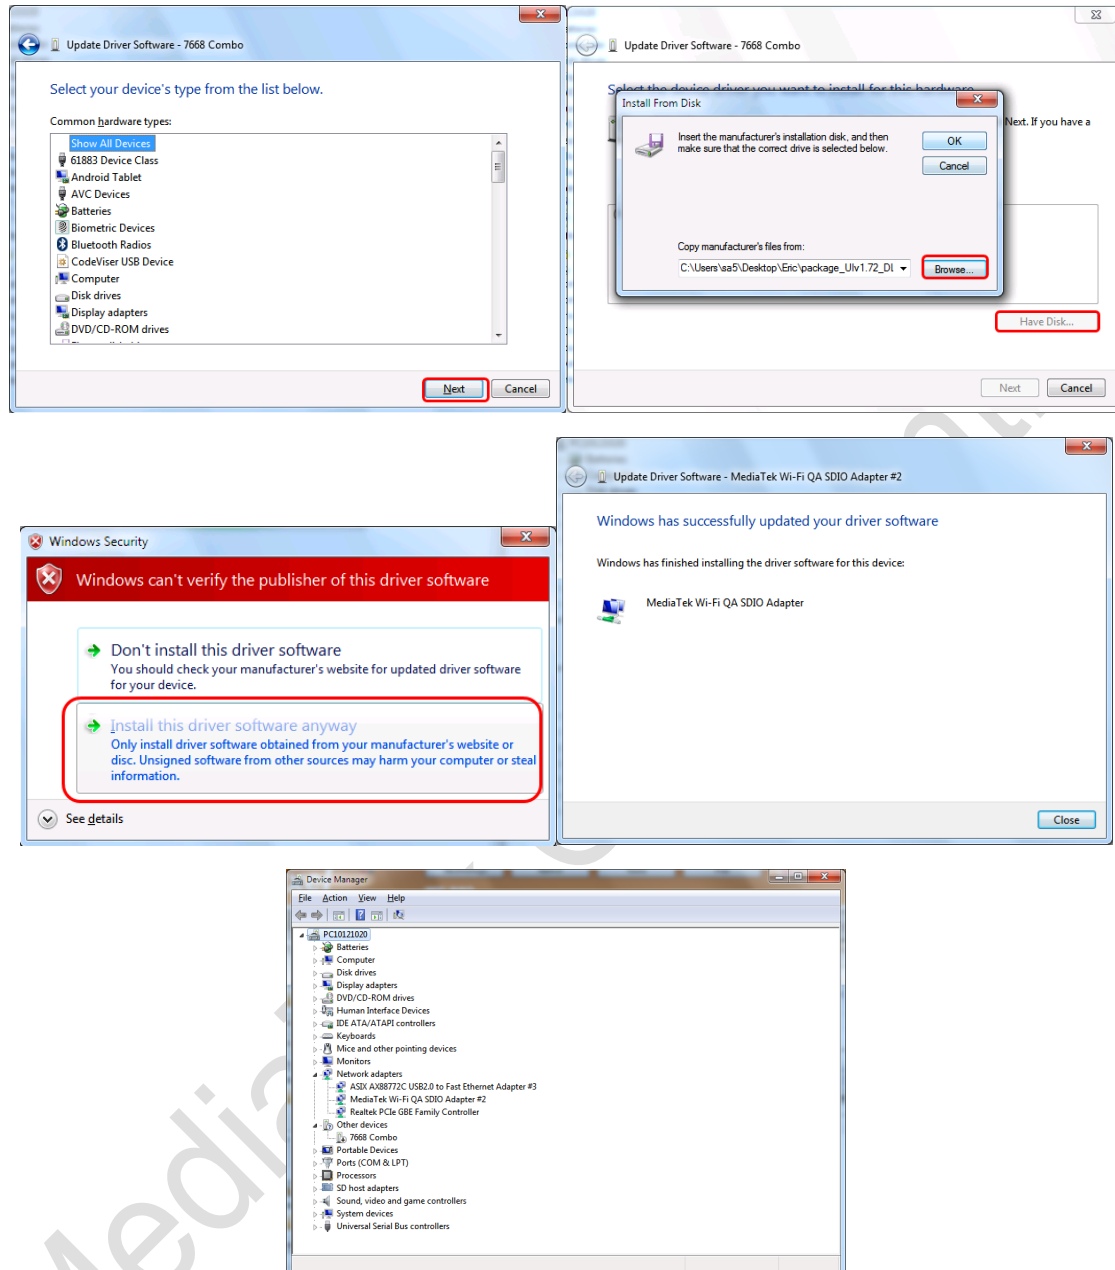 Update Driver Software - 7668 Combo
Select your device's type from the list below.
Common hardware types:
Show All Devices
61883 Device Class
Android Tablet
AVC Devices
Batteries
Biometric Devices
Bluetooth Radios
CodeViser USB Device
Computer
Disk drives
Display adapters
DVD/CD-ROM drives
Next
Cancel
Update Driver Software - 7668 Combo
Select the device driver you want to install for this hardware.
Next. If you have a
Install From Disk
Insert the manufacturer's installation disk, and then
make sure that the correct drive is selected below.
OK
Cancel
Copy manufacturer's files from:
C:\Users\sa5\Desktop\Eric\package_UIv1.72_DL
Browse...
Have Disk...
Next
Cancel
Windows Security
Windows can't verify the publisher of this driver software
Don't install this driver software
You should check your manufacturer's website for updated driver software
for your device.
Install this driver software anyway
Only install driver software obtained from your manufacturer's website or
disc. Unsigned software from other sources may harm your computer or steal
information.
See details
Update Driver Software - MediaTek Wi-Fi QA SDIO Adapter #2
Windows has successfully updated your driver software
Windows has finished installing the driver software for this device:
MediaTek Wi-Fi QA SDIO Adapter
Close
Device Manager
File Action View Help
PC10121020
Batteries
Computer
Disk drives
Display adapters
DVD/CD-ROM drives
Human Interface Devices
IDE ATA/ATAPI controllers
Keyboards
Mice and other pointing devices
Monitors
Network adapters
ASIX AX88772C USB2.0 to Fast Ethernet Adapter #3
MediaTek Wi-Fi QA SDIO Adapter #2
Realtek PCIe GBE Family Controller
Other devices
7668 Combo
Portable Devices
Ports (COM & LPT)
Processors
SD host adapters
Sound, video and game controllers
System devices
Universal Serial Bus controllers